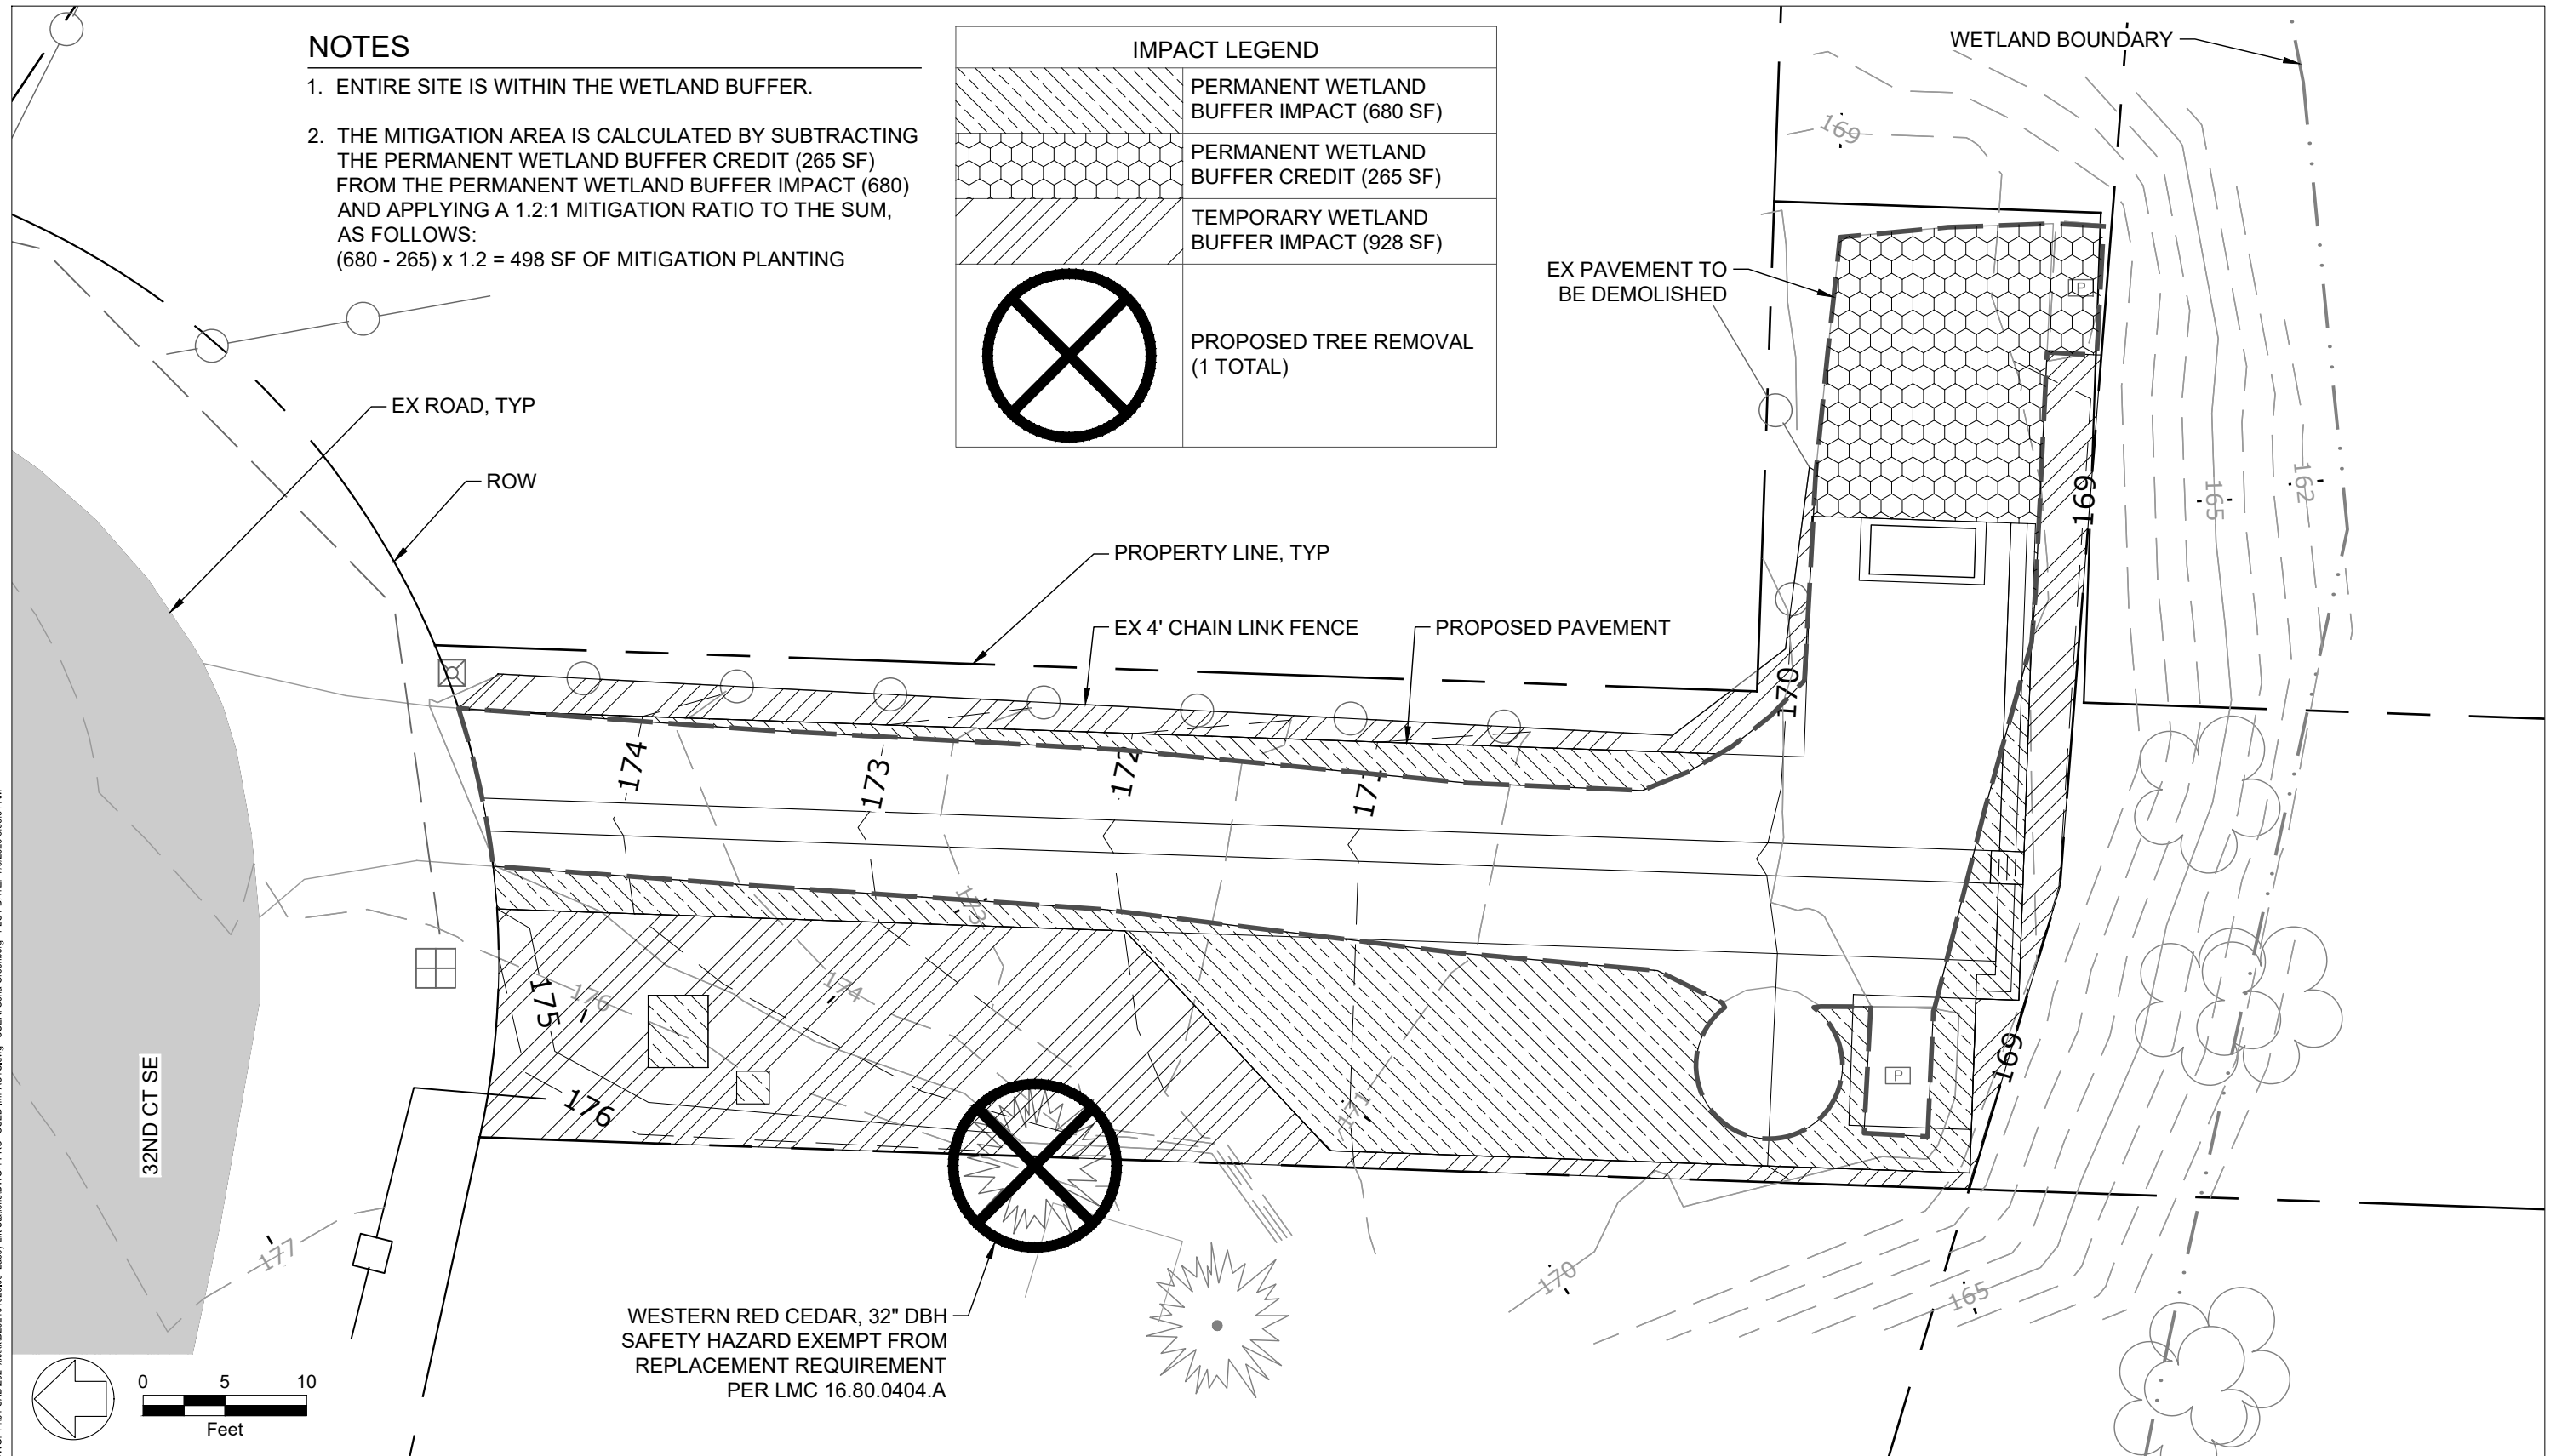 NOTES
1. ENTIRE SITE IS WITHIN THE WETLAND BUFFER.
2. THE MITIGATION AREA IS CALCULATED BY SUBTRACTING
THE PERMANENT WETLAND BUFFER CREDIT (265 SF)
FROM THE PERMANENT WETLAND BUFFER IMPACT (680)
AND APPLYING A 1.2:1 MITIGATION RATIO TO THE SUM,
AS FOLLOWS:
(680 - 265) x 1.2 = 498 SF OF MITIGATION PLANTING
IMPACT LEGEND
PERMANENT WETLAND
BUFFER IMPACT (680 SF)
PERMANENT WETLAND
BUFFER CREDIT (265 SF)
TEMPORARY WETLAND
BUFFER IMPACT (928 SF)
PROPOSED TREE REMOVAL
(1 TOTAL)
WETLAND BOUNDARY
169
EX PAVEMENT TO
BE DEMOLISHED
P
EX ROAD, TYP
ROW
169
165
162
PROPERTY LINE, TYP
EX 4' CHAIN LINK FENCE
PROPOSED PAVEMENT
170
174
173
172
171
173
175
176
174
176
171
P
169
32ND CT SE
177
170
165
WESTERN RED CEDAR, 32" DBH
SAFETY HAZARD EXEMPT FROM
REPLACEMENT REQUIREMENT
PER LMC 16.80.0404.A
0 5 10
Feet